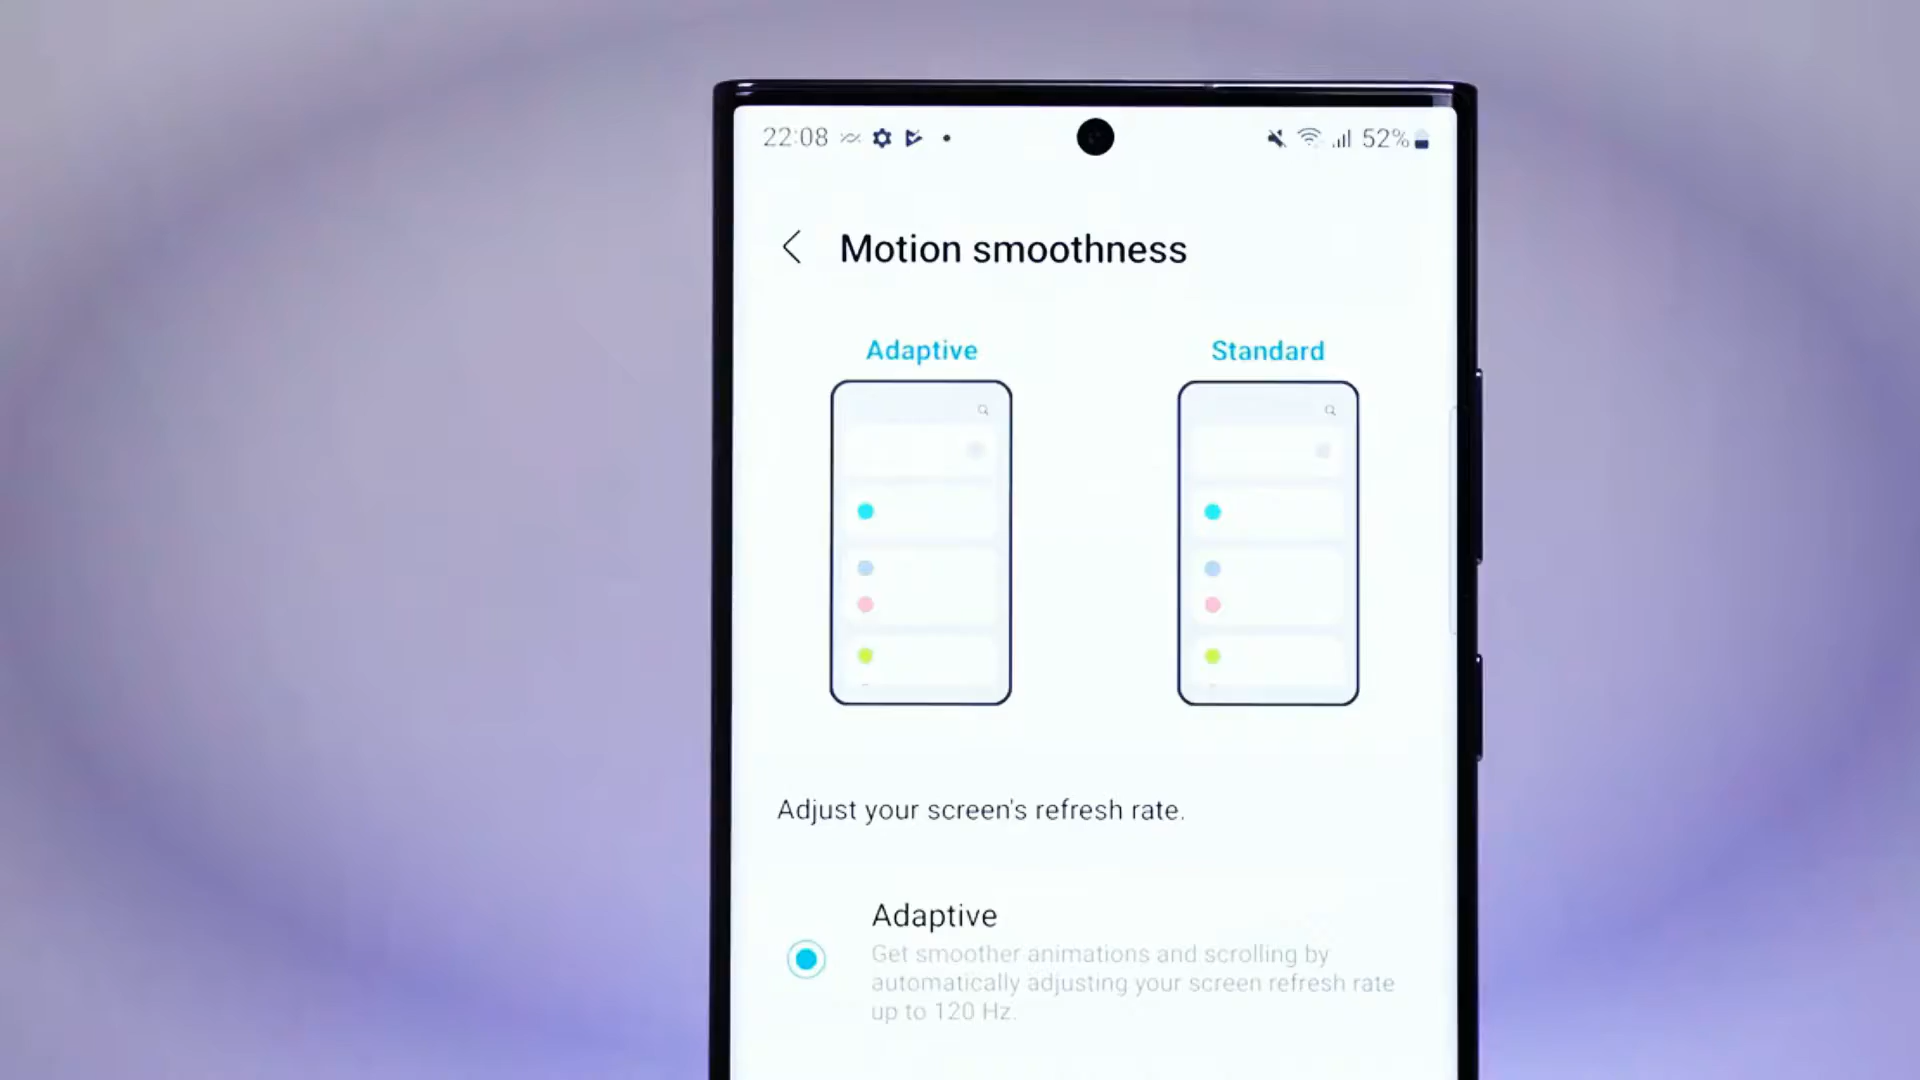 22:08
52%
Motion smoothness
Adaptive
Standard
Adjust your screen's refresh rate.
Adaptive
Get smoother animations and scrolling by
automatically adjusting your screen refresh rate
up to 120 Hz.